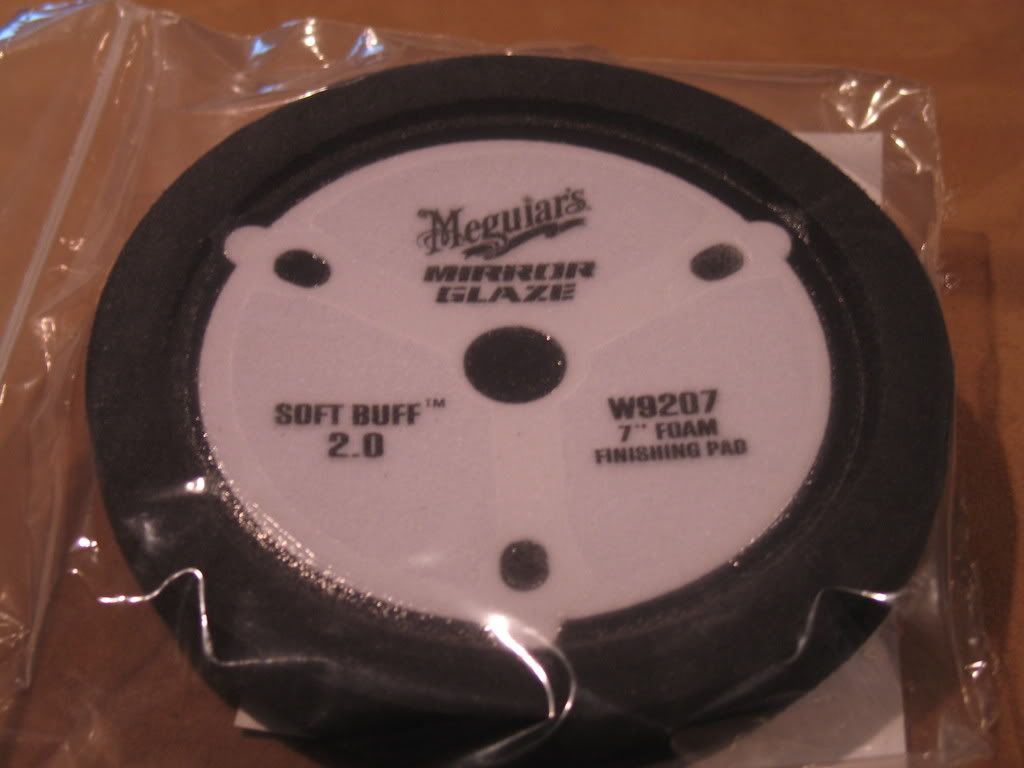 Meguiar's
MIRROR
GLAZE
SOFT BUFF™
2.0
W9207
7" FOAM
FINISHING PAD